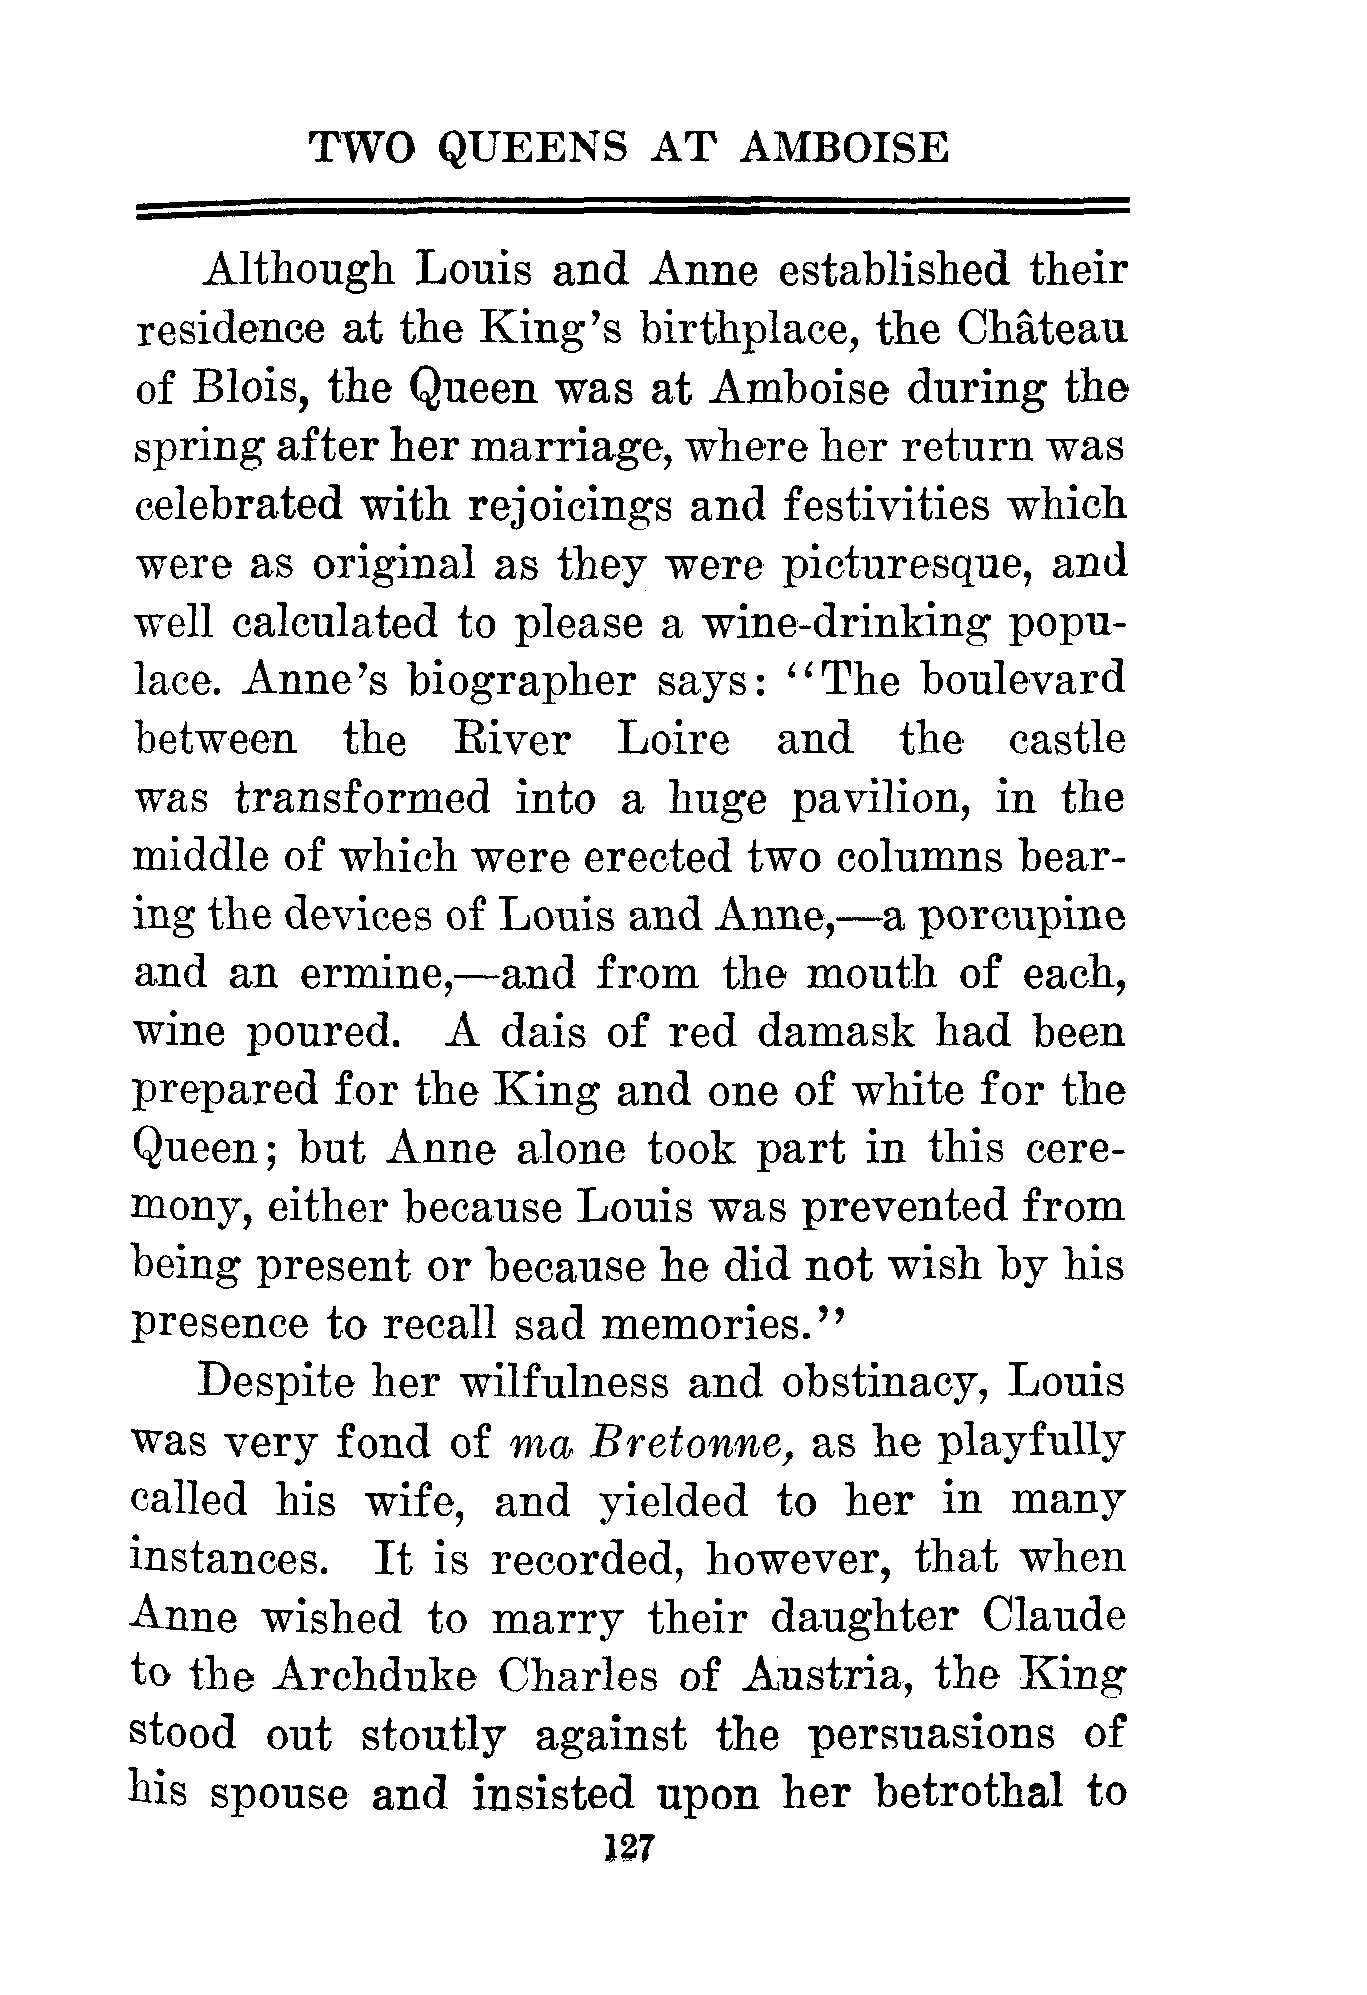 TWO QUEENS AT AMBOISE
Although Louis and Anne established their
residence at the King's birthplace, the Château
of Blois, the Queen was at Amboise during the
spring after her marriage, where her return was
celebrated with rejoicings and festivities which
were as original as they were picturesque, and
well calculated to please a wine-drinking popu-
lace. Anne's biographer says: "The boulevard
between the River Loire and the castle
was transformed into a huge pavilion, in the
middle of which were erected two columns bear-
ing the devices of Louis and Anne,—a porcupine
and an ermine,—and from the mouth of each,
wine poured. A dais of red damask had been
prepared for the King and one of white for the
Queen; but Anne alone took part in this cere-
mony, either because Louis was prevented from
being present or because he did not wish by his
presence to recall sad memories."
Despite her wilfulness and obstinacy, Louis
was very fond of ma Bretonne, as he playfully
called his wife, and yielded to her in many
instances. It is recorded, however, that when
Anne wished to marry their daughter Claude
to the Archduke Charles of Austria, the King
stood out stoutly against the persuasions of
his spouse and insisted upon her betrothal to
127